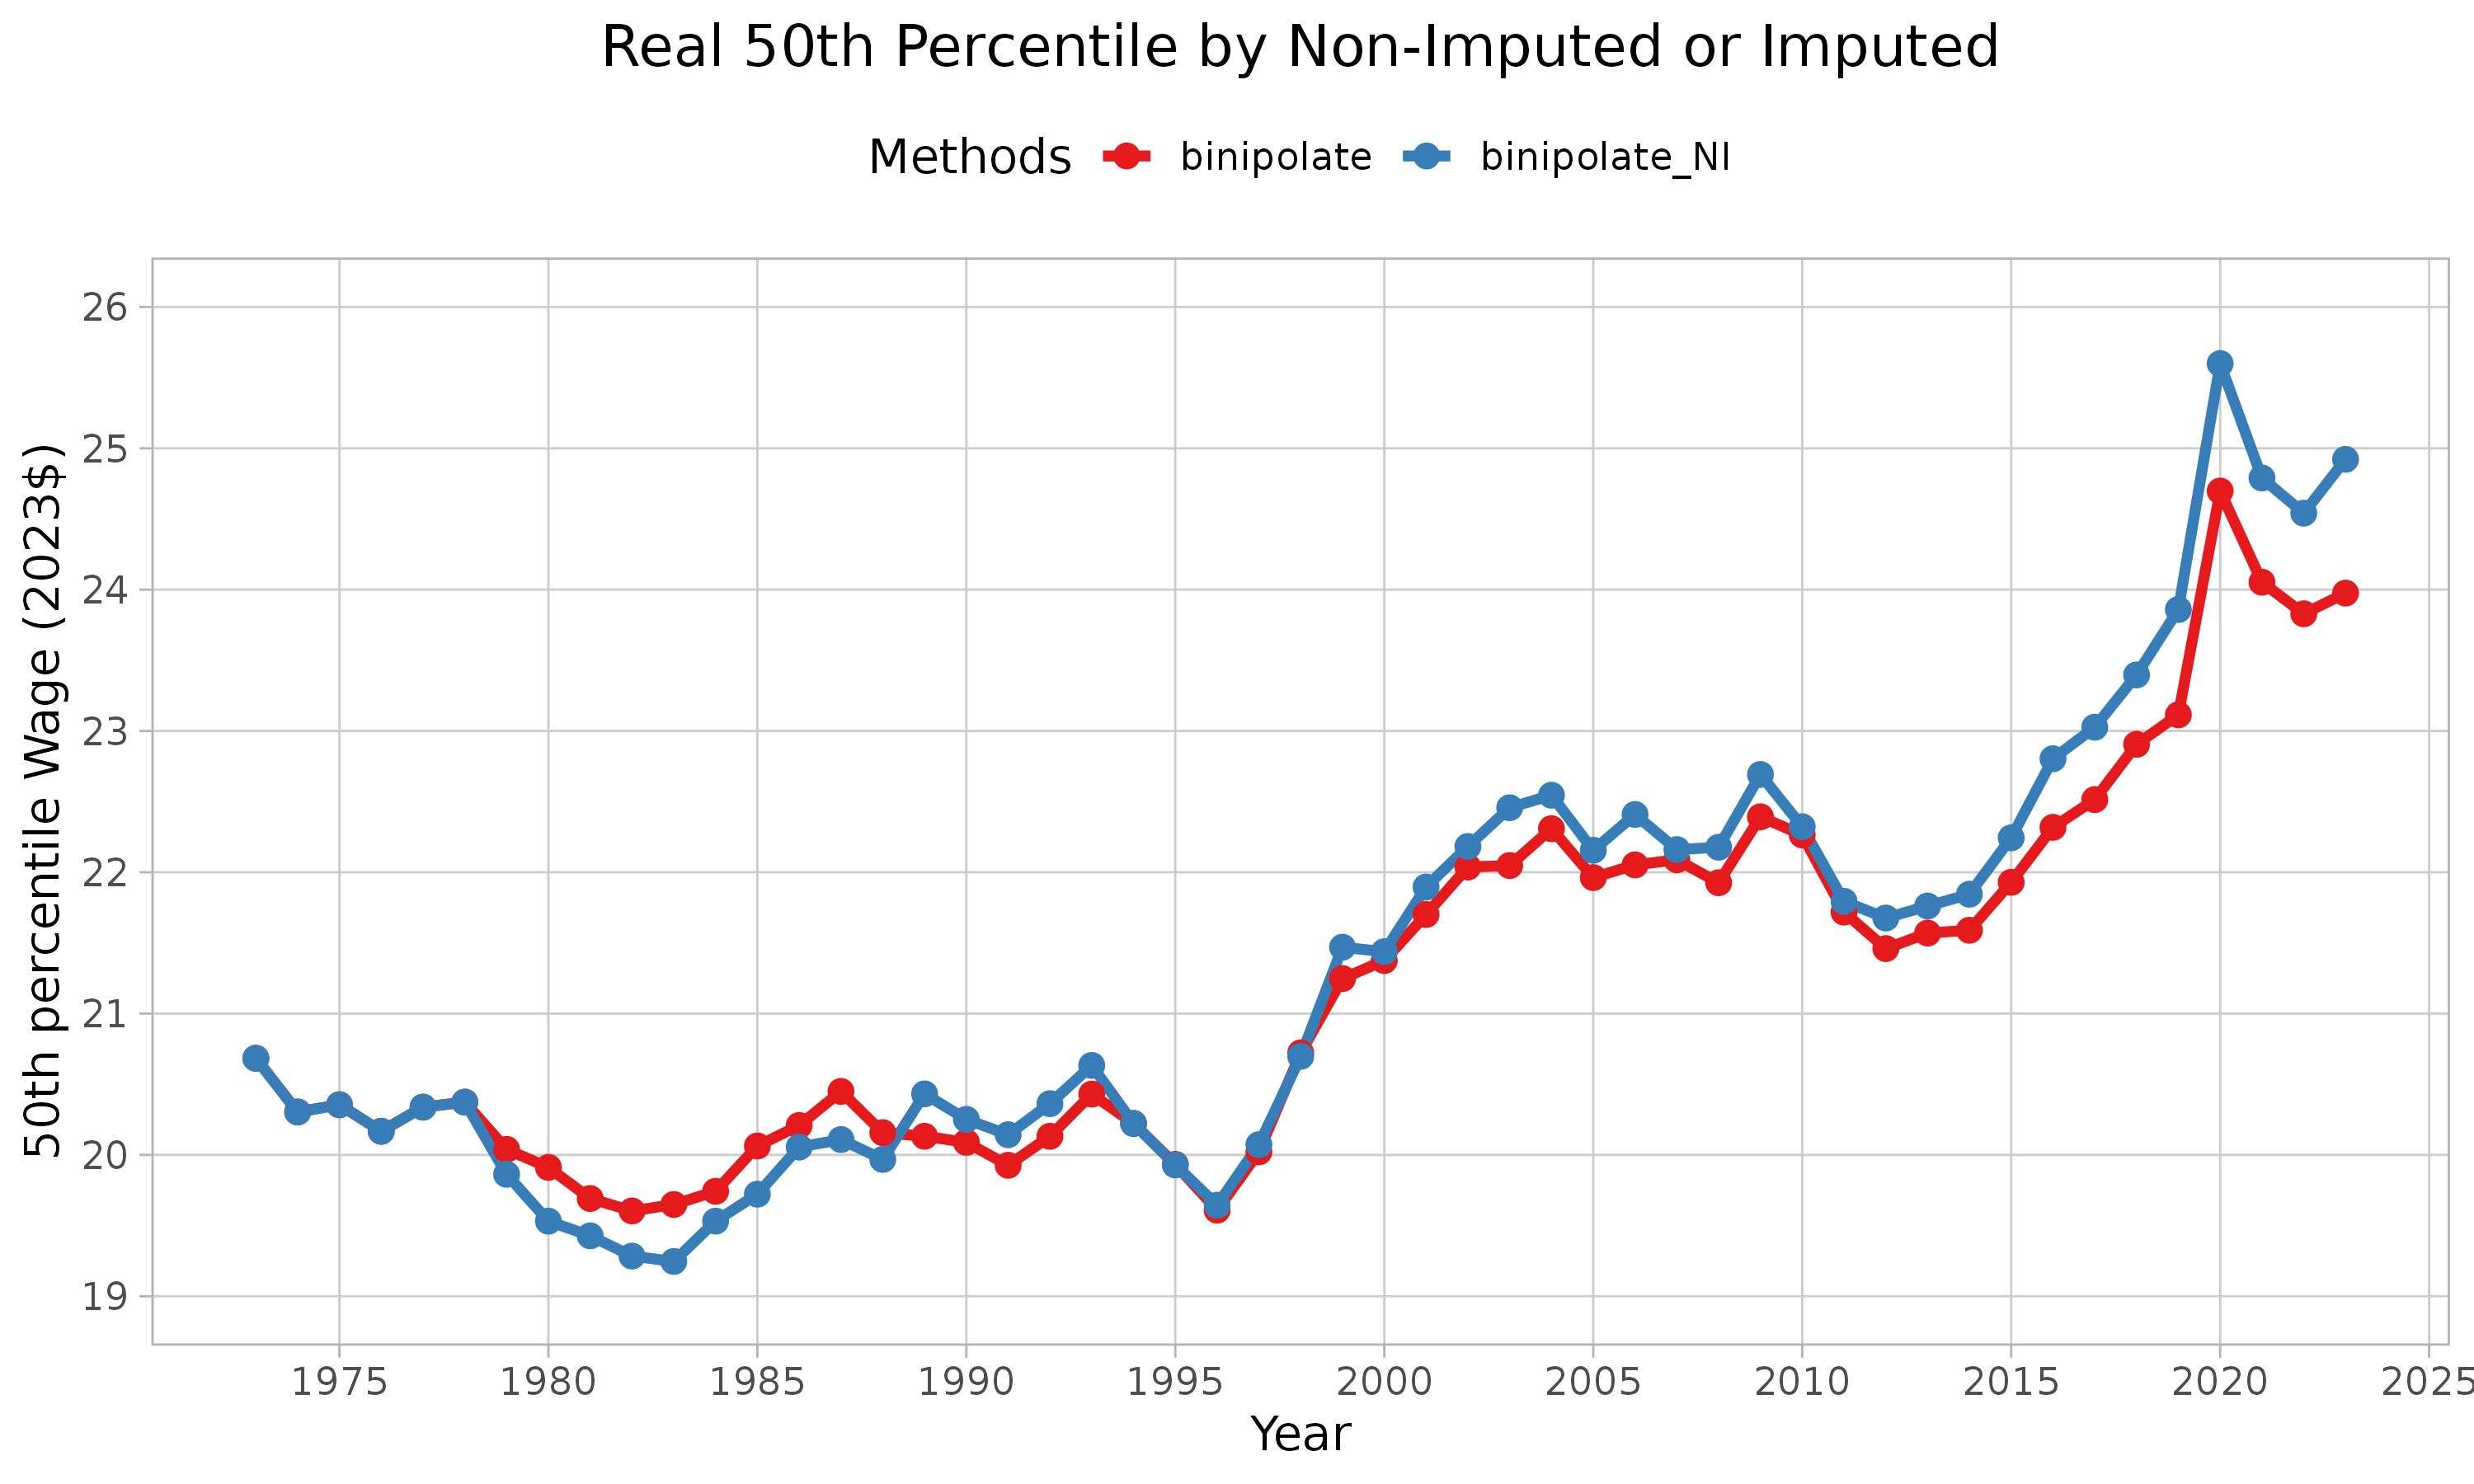 Real 50th Percentile by Non-Imputed or Imputed
Methods binipolate binipolate_NI
50th percentile Wage (2023$)
26
25
24
23
22
21
20
19
1975 1980 1985 1990 1995 2000 2005 2010 2015 2020 2025
Year